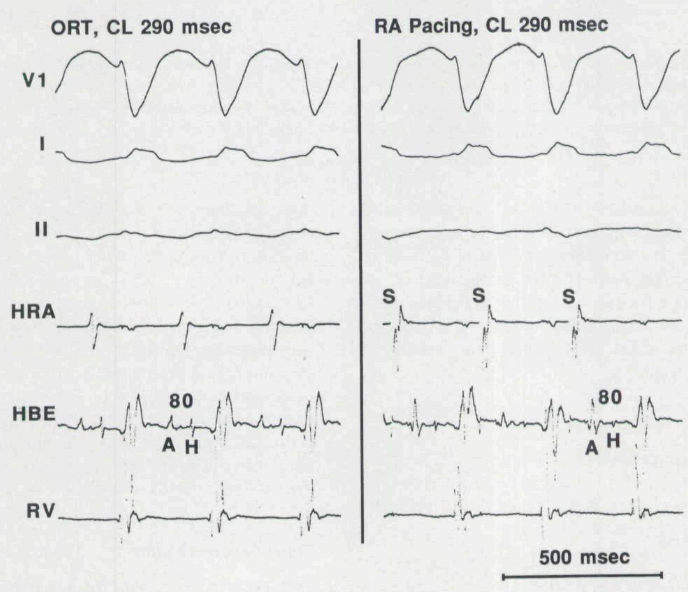 ORT, CL 290 msec
RA Pacing, CL 290 msec
V1
I
II
HRA
S S S
HBE
80
A H
80
A H
RV
500 msec